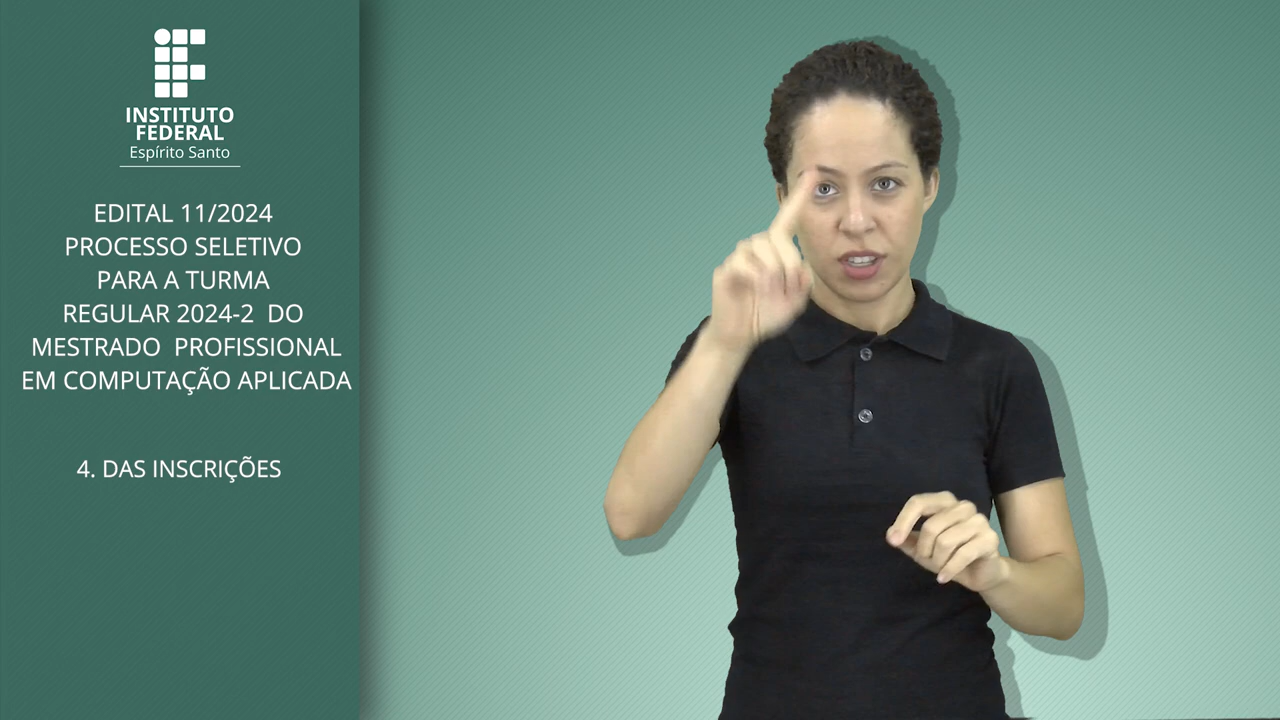 INSTITUTO
FEDERAL
Espírito Santo
EDITAL 11/2024
PROCESSO SELETIVO
PARA A TURMA
REGULAR 2024-2 DO
MESTRADO PROFISSIONAL
EM COMPUTAÇÃO APLICADA
4. DAS INSCRIÇÕES